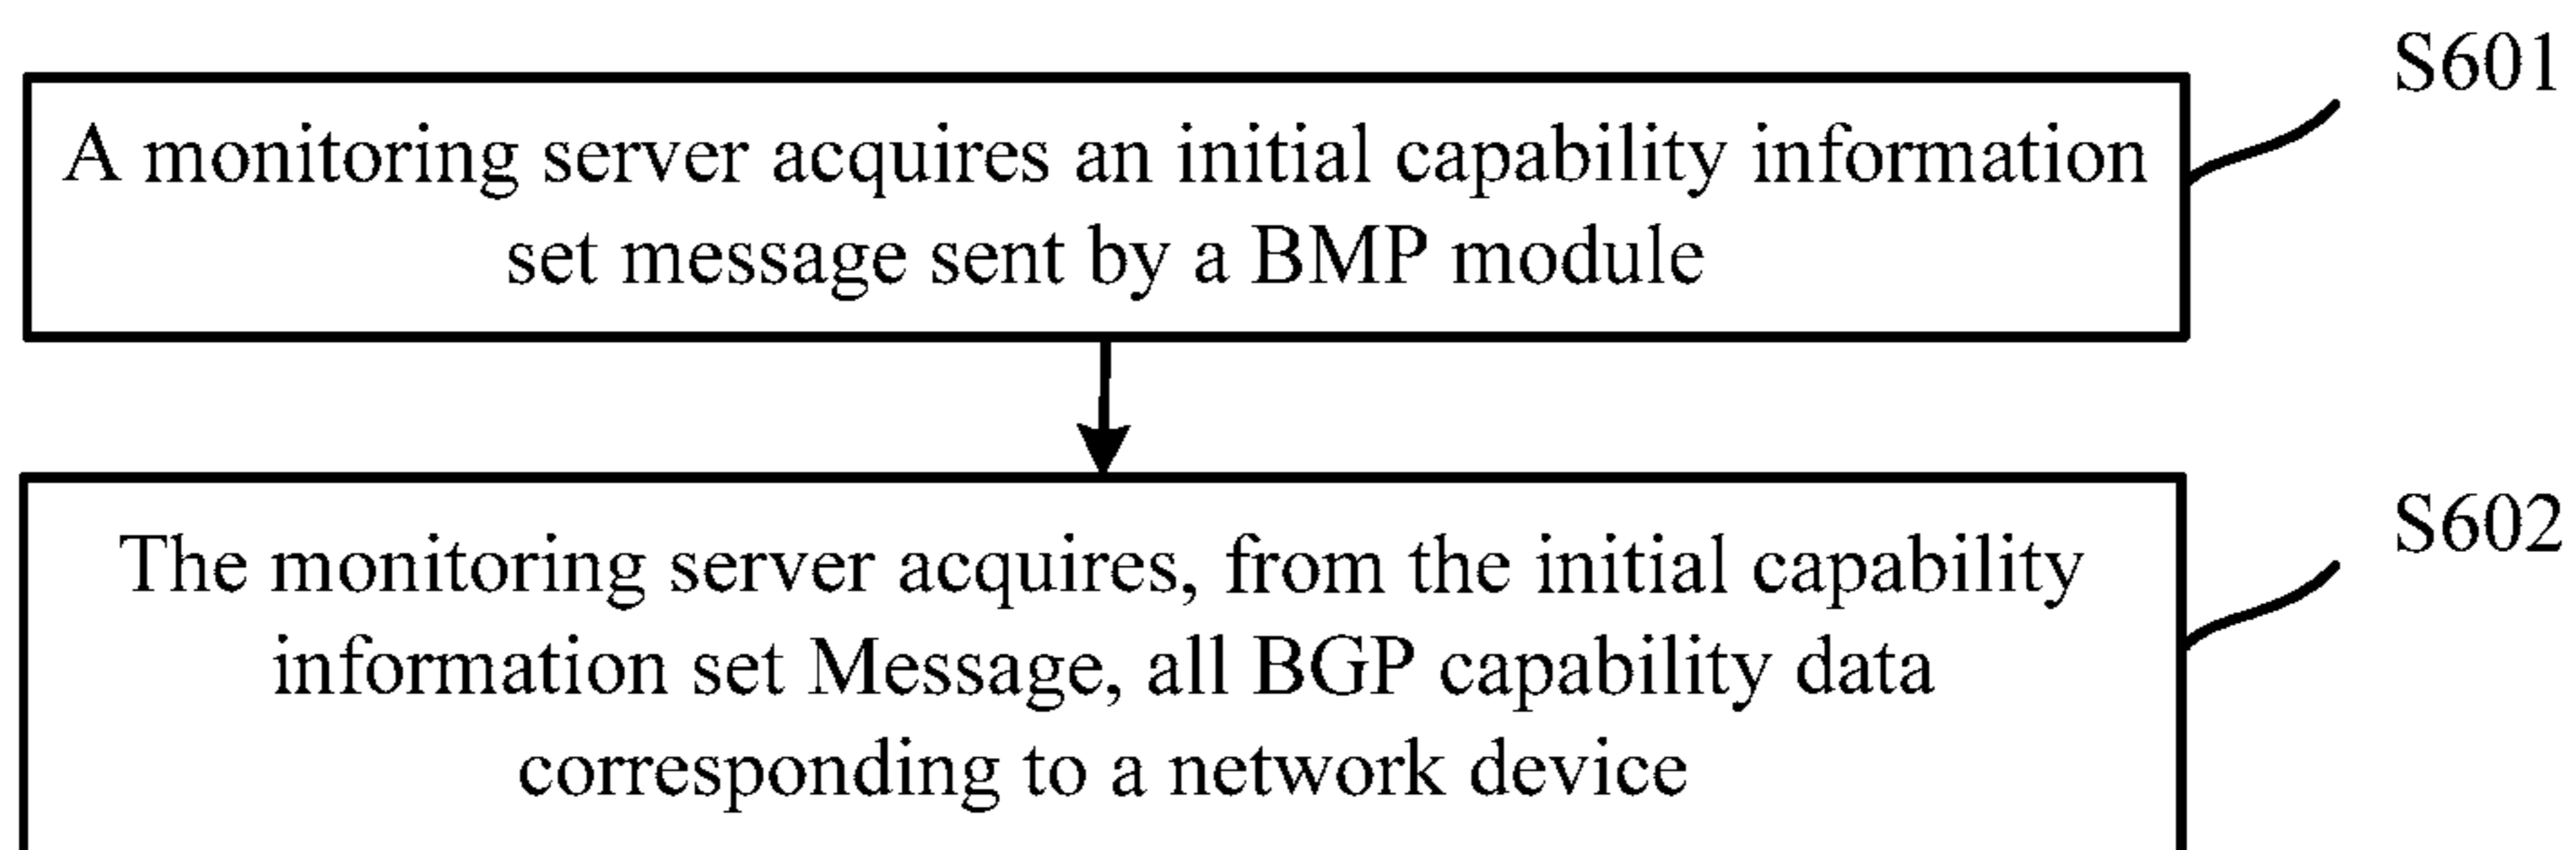 S601
A monitoring server acquires an initial capability information
set message sent by a BMP module
S602
The monitoring server acquires, from the initial capability
information set Message, all BGP capability data
corresponding to a network device